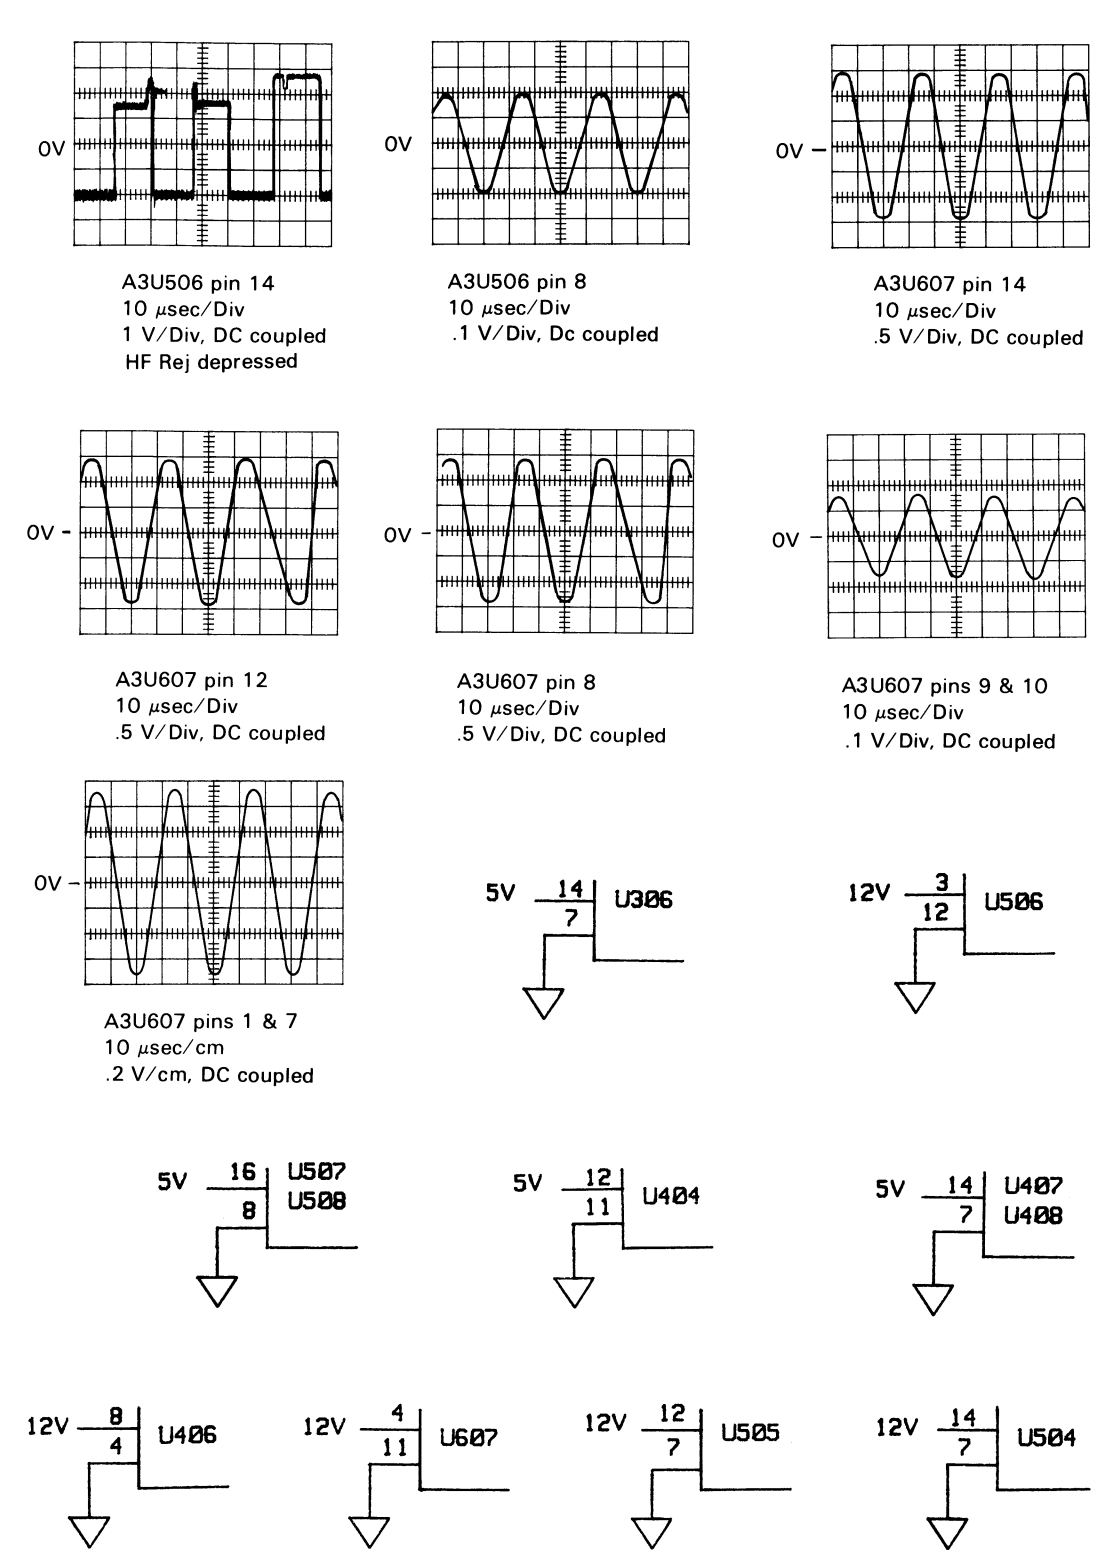 0V
A3U506 pin 14
10 μsec/Div
1 V/Div, DC coupled
HF Rej depressed
0V
A3U506 pin 8
10 μsec/Div
.1 V/Div, Dc coupled
0V –
A3U607 pin 14
10 μsec/Div
.5 V/Div, DC coupled
0V -
A3U607 pin 12
10 μsec/Div
.5 V/Div, DC coupled
0V -
A3U607 pin 8
10 μsec/Div
.5 V/Div, DC coupled
0V –
A3U607 pins 9 & 10
10 μsec/Div
.1 V/Div, DC coupled
0V –
A3U607 pins 1 & 7
10 μsec/cm
.2 V/cm, DC coupled
5V 14 U306
7
12V 3 U506
12
5V 16 U507
8 U508
5V 12 U404
11
5V 14 U407
7 U408
12V 8 U406
4
12V 4 U607
11
12V 12 U505
7
12V 14 U504
7